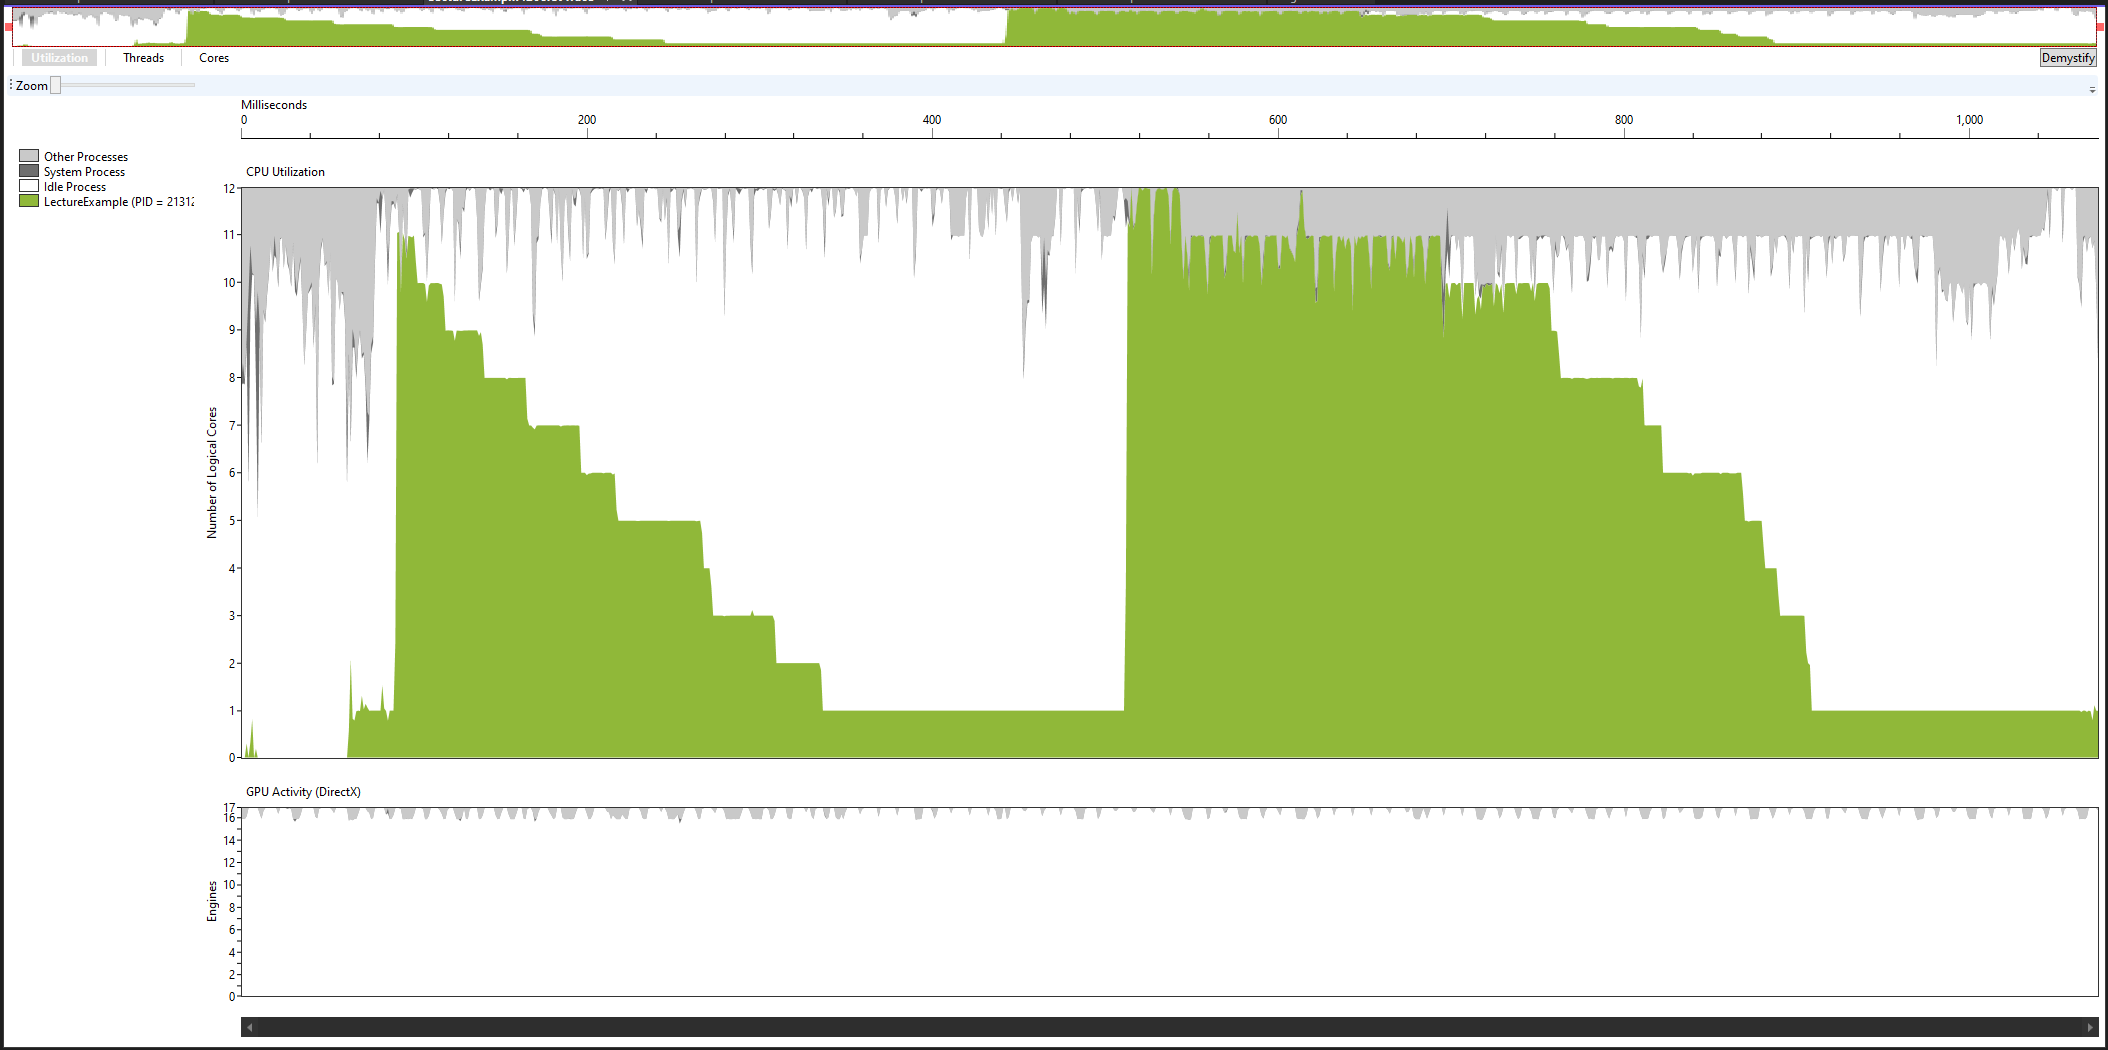 Utilization Threads Cores Demystify
Zoom
Milliseconds
0 200 400 600 800 1,000
Other Processes
System Process
Idle Process
LectureExample (PID = 21312
CPU Utilization
12
11
10
9
8
7
6
5
4
3
2
1
0
Number of Logical Cores
GPU Activity (DirectX)
17
16
14
12
10
8
6
4
2
0
Engines